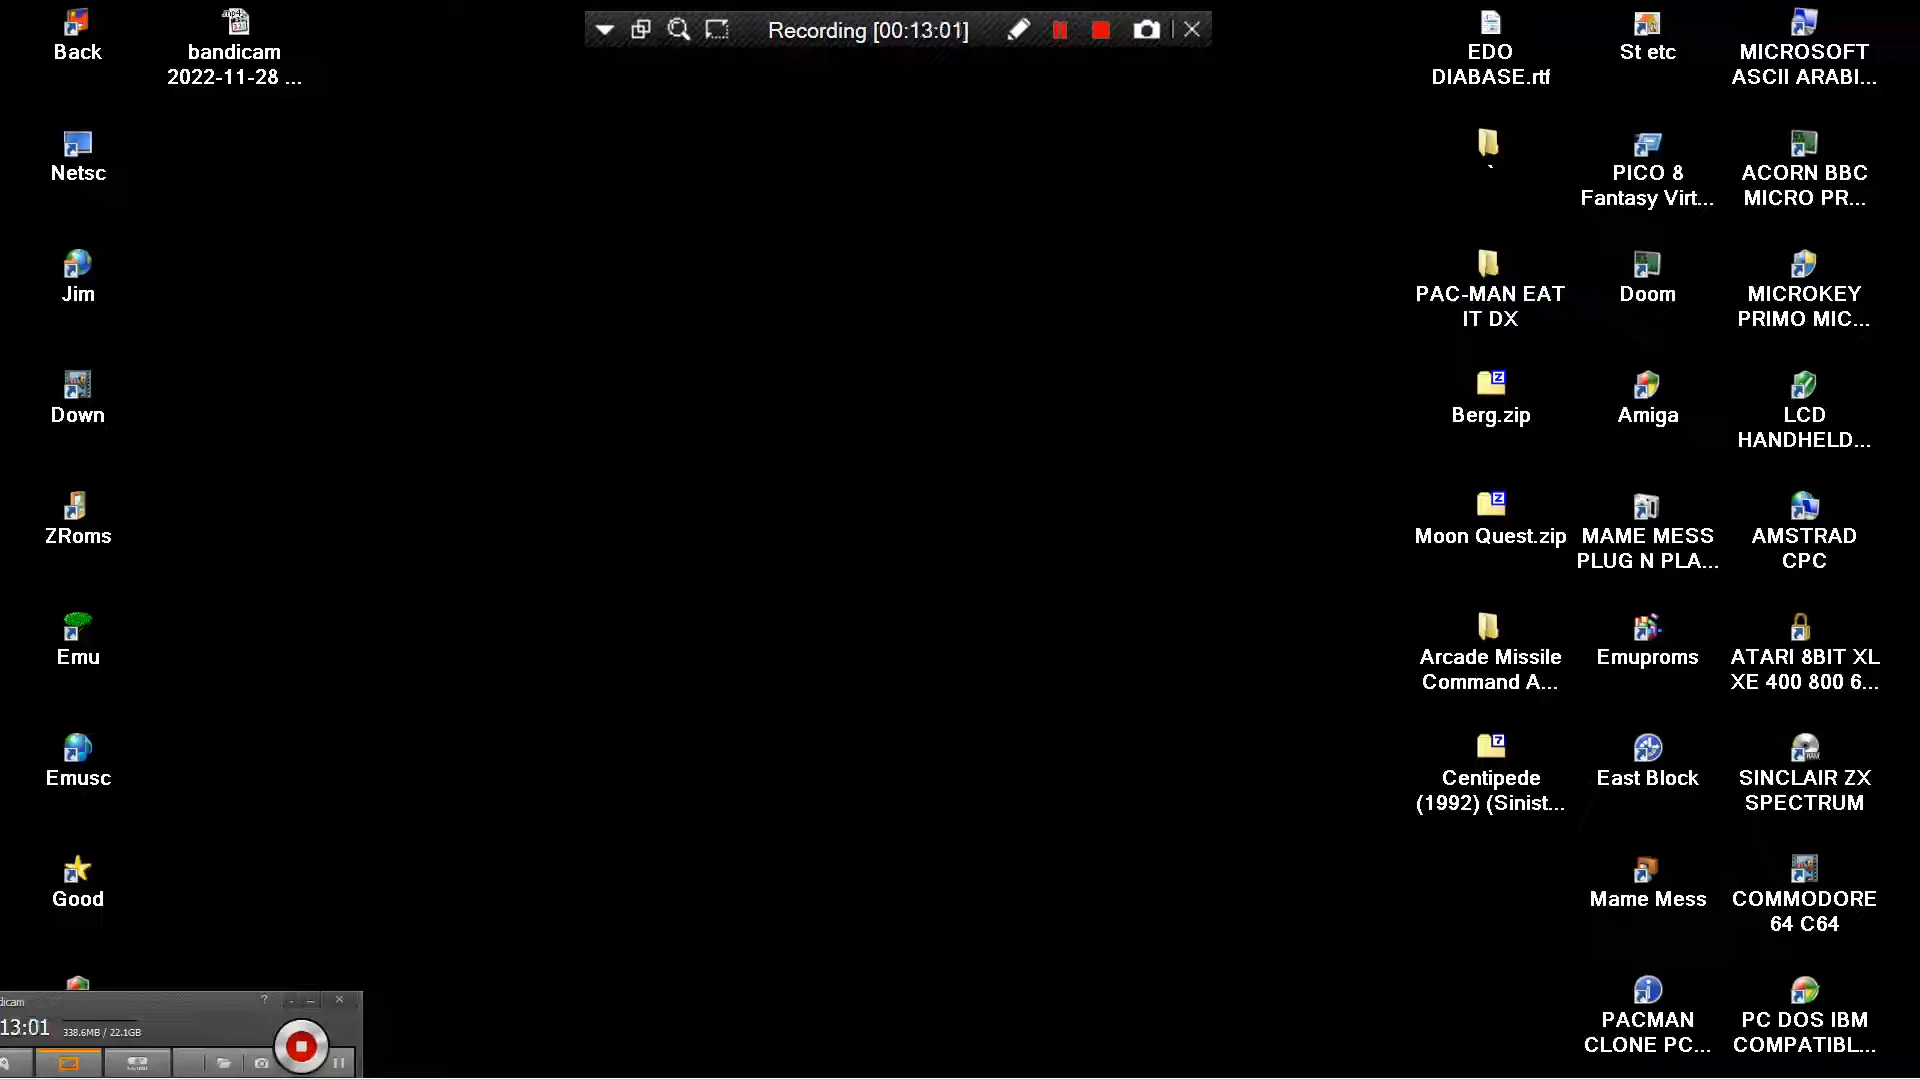 Recording [00:13:01]
Back
bandicam
2022-11-28 ...
Netsc
Jim
Down
ZRoms
Emu
Emusc
Good
EDO
DIABASE.rtf
`
PAC-MAN EAT
IT DX
Berg.zip
Moon Quest.zip
Arcade Missile
Command A...
Centipede
(1992) (Sinist...
St etc
PICO 8
Fantasy Virt...
Doom
Amiga
MAME MESS
PLUG N PLA...
Emuproms
East Block
Mame Mess
PACMAN
CLONE PC...
MICROSOFT
ASCII ARABI...
ACORN BBC
MICRO PR...
MICROKEY
PRIMO MIC...
LCD
HANDHELD...
AMSTRAD
CPC
ATARI 8BIT XL
XE 400 800 6...
SINCLAIR ZX
SPECTRUM
COMMODORE
64 C64
PC DOS IBM
COMPATIBL...
dicam
13:01
338.6MB / 22.1GB